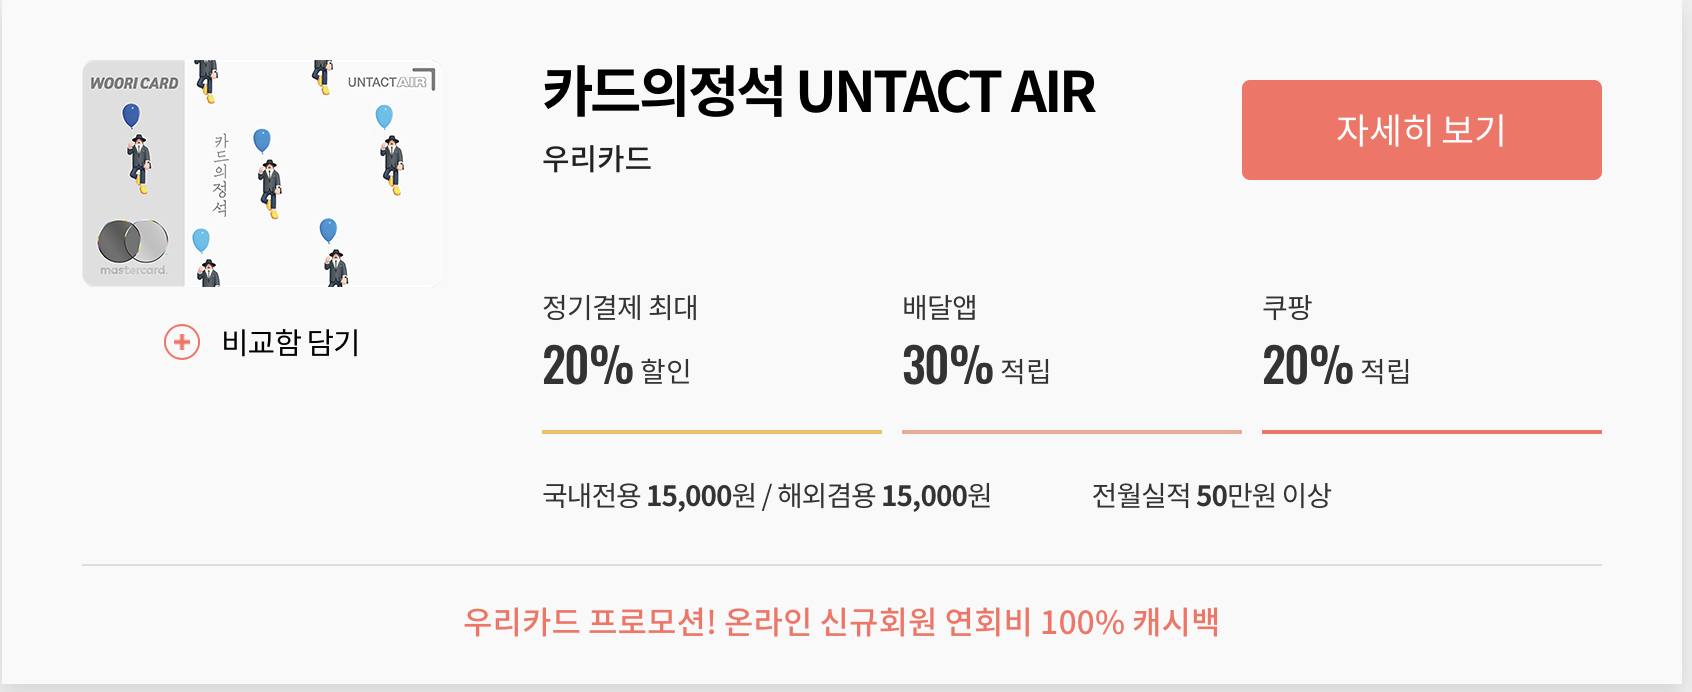 WOORI CARD
UNTACT AIR
카드의정석
mastercard.
비교함 담기
카드의정석 UNTACT AIR
우리카드
자세히 보기
정기결제 최대
20% 할인
배달앱
30% 적립
쿠팡
20% 적립
국내전용 15,000원 / 해외겸용 15,000원
전월실적 50만원 이상
우리카드 프로모션! 온라인 신규회원 연회비 100% 캐시백